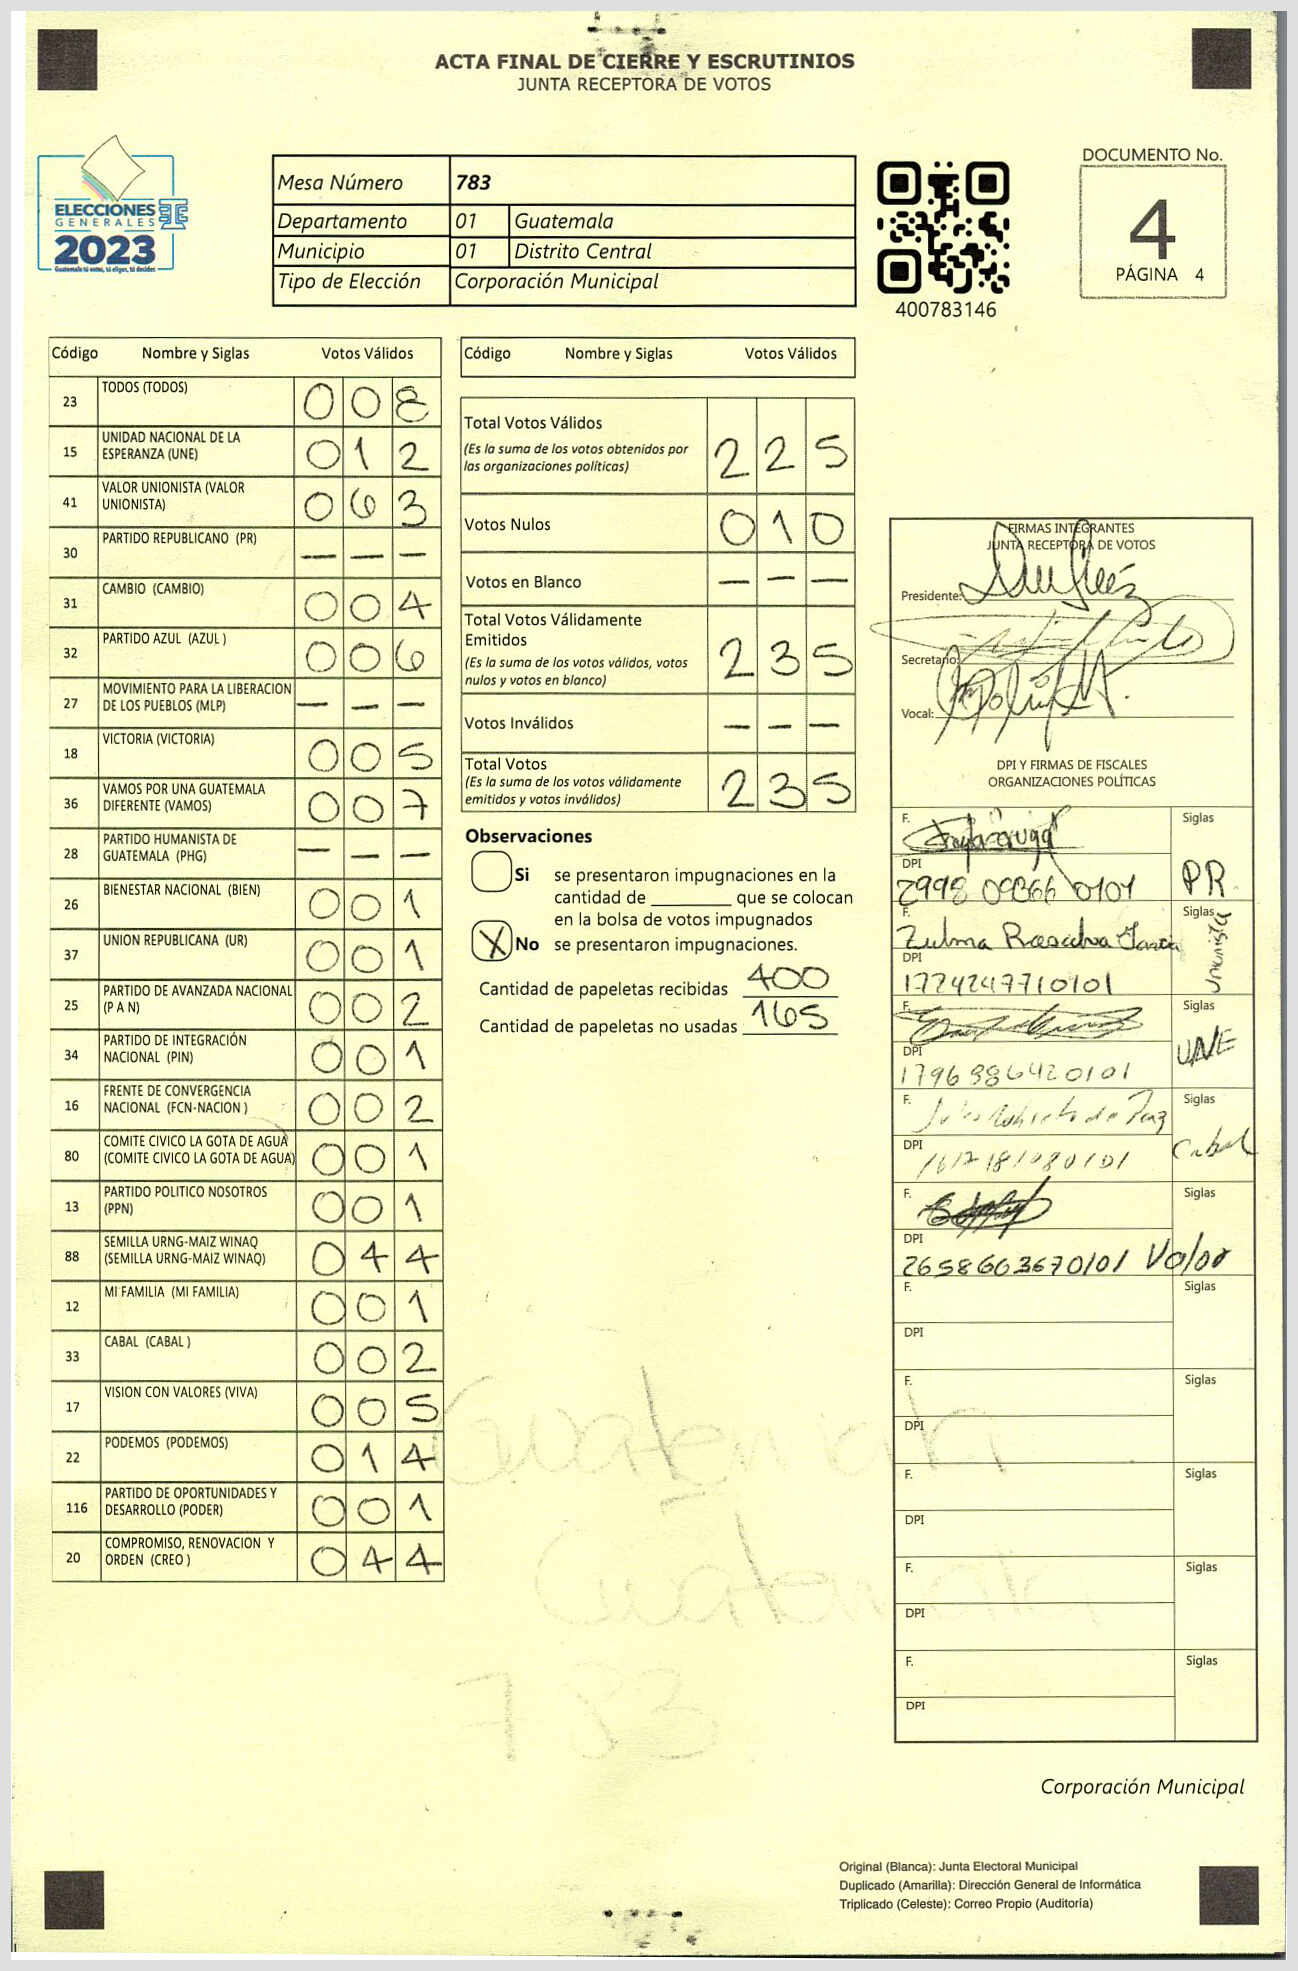 ACTA FINAL DE CIERRE Y ESCRUTINIOS
JUNTA RECEPTORA DE VOTOS
ELECCIONES
GENERALES
2023
Guatemala tú votas, tú eliges, tú decides
Mesa Número 783
Departamento 01 Guatemala
Municipio 01 Distrito Central
Tipo de Elección Corporación Municipal
400783146
DOCUMENTO No.
4
PÁGINA 4
Código Nombre y Siglas Votos Válidos
23 TODOS (TODOS) 0 0 8
15 UNIDAD NACIONAL DE LA
ESPERANZA (UNE) 0 1 2
41 VALOR UNIONISTA (VALOR
UNIONISTA) 0 6 3
30 PARTIDO REPUBLICANO (PR) — — —
31 CAMBIO (CAMBIO) 0 0 4
32 PARTIDO AZUL (AZUL ) 0 0 6
27 MOVIMIENTO PARA LA LIBERACION
DE LOS PUEBLOS (MLP) — — —
18 VICTORIA (VICTORIA) 0 0 5
36 VAMOS POR UNA GUATEMALA
DIFERENTE (VAMOS) 0 0 7
28 PARTIDO HUMANISTA DE
GUATEMALA (PHG) — — —
26 BIENESTAR NACIONAL (BIEN) 0 0 1
37 UNION REPUBLICANA (UR) 0 0 1
25 PARTIDO DE AVANZADA NACIONAL
(P A N) 0 0 2
34 PARTIDO DE INTEGRACIÓN
NACIONAL (PIN) 0 0 1
16 FRENTE DE CONVERGENCIA
NACIONAL (FCN-NACION ) 0 0 2
80 COMITE CIVICO LA GOTA DE AGUA
(COMITE CIVICO LA GOTA DE AGUA) 0 0 1
13 PARTIDO POLITICO NOSOTROS
(PPN) 0 0 1
88 SEMILLA URNG-MAIZ WINAQ
(SEMILLA URNG-MAIZ WINAQ) 0 4 4
12 MI FAMILIA (MI FAMILIA) 0 0 1
33 CABAL (CABAL ) 0 0 2
17 VISION CON VALORES (VIVA) 0 0 5
22 PODEMOS (PODEMOS) 0 1 4
116 PARTIDO DE OPORTUNIDADES Y
DESARROLLO (PODER) 0 0 1
20 COMPROMISO, RENOVACION Y
ORDEN (CREO ) 0 4 4
Código Nombre y Siglas Votos Válidos
Total Votos Válidos
(Es la suma de los votos obtenidos por
las organizaciones políticas) 2 2 5
Votos Nulos 0 1 0
Votos en Blanco — — —
Total Votos Válidamente
Emitidos
(Es la suma de los votos válidos, votos
nulos y votos en blanco) 2 3 5
Votos Inválidos — — —
Total Votos
(Es la suma de los votos válidamente
emitidos y votos inválidos) 2 3 5
Observaciones
Si se presentaron impugnaciones en la
cantidad de ________ que se colocan
en la bolsa de votos impugnados
X No se presentaron impugnaciones.
Cantidad de papeletas recibidas 400
Cantidad de papeletas no usadas 165
FIRMAS INTEGRANTES
JUNTA RECEPTORA DE VOTOS
Presidente:
Secretario:
Vocal:
DPI Y FIRMAS DE FISCALES
ORGANIZACIONES POLÍTICAS
F. Siglas
DPI PR.
2998 09366 0101
F. Zulma Rosalva Siglas Unionista
DPI
1774247710101
F. Siglas
DPI UNE
1796986420101
F. Siglas
DPI Cabal
F. Siglas
DPI
2658663670101 Valor
F. Siglas
DPI
F. Siglas
DPI
F. Siglas
DPI
F. Siglas
DPI
F. Siglas
DPI
Guatemala
Guatemala
783
Corporación Municipal
Original (Blanca): Junta Electoral Municipal
Duplicado (Amarilla): Dirección General de Informática
Triplicado (Celeste): Correo Propio (Auditoría)